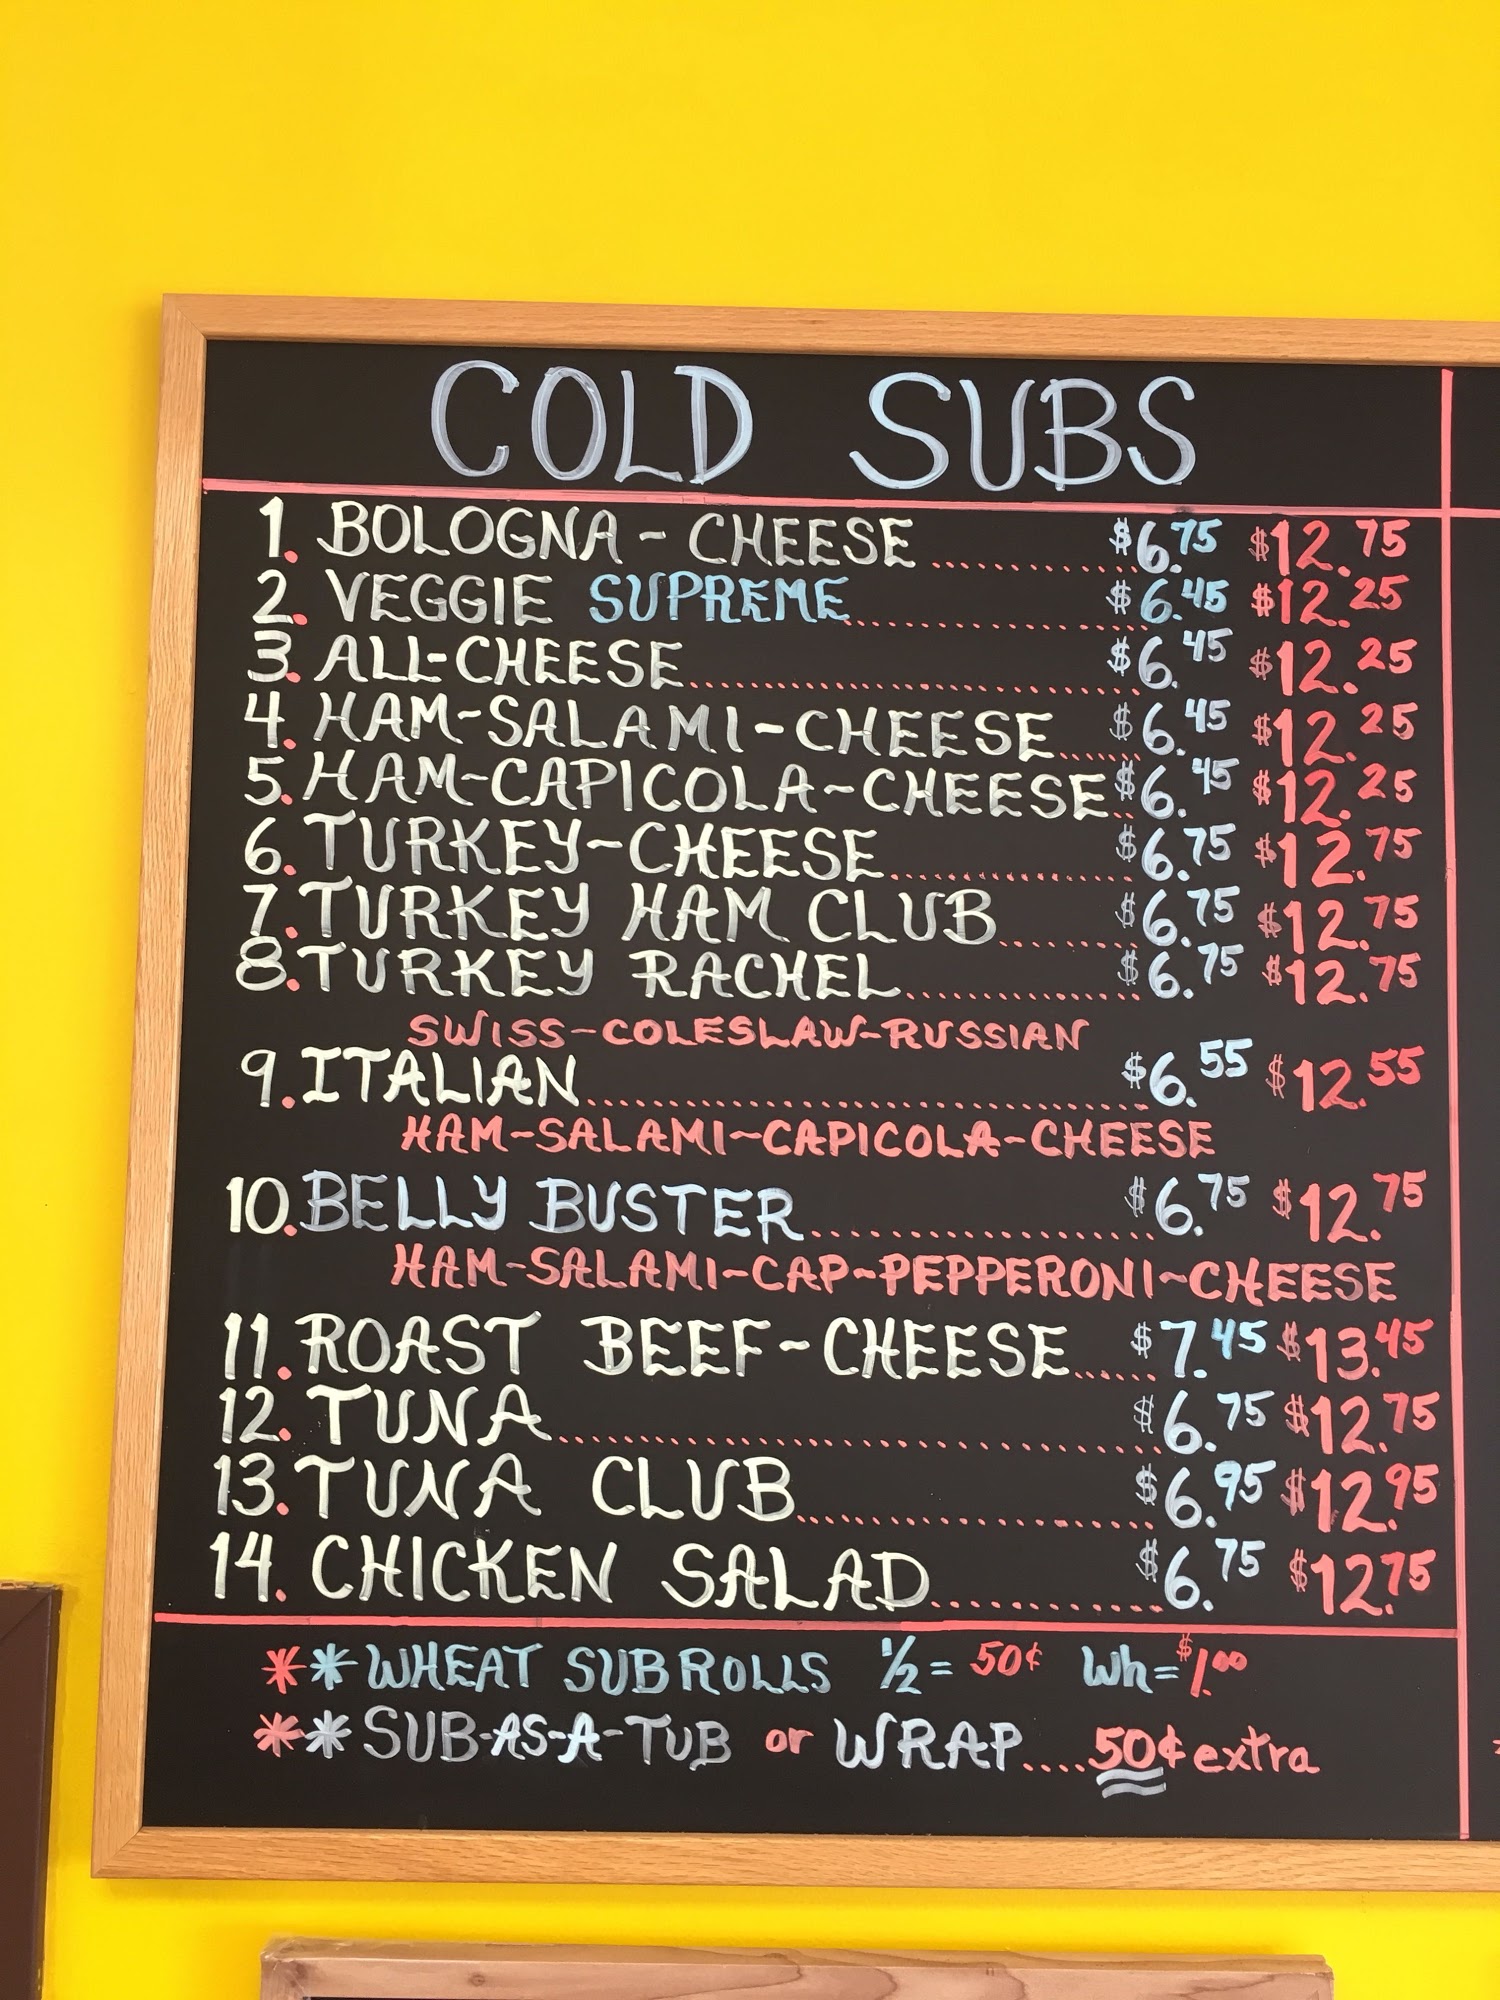 COLD SUBS
1. BOLOGNA-CHEESE $6.75 $12.75
2. VEGGIE SUPREME $6.45 $12.25
3. ALL-CHEESE $6.45 $12.25
4. HAM-SALAMI-CHEESE $6.45 $12.25
5. HAM-CAPICOLA-CHEESE $6.45 $12.25
6. TURKEY-CHEESE $6.75 $12.75
7. TURKEY HAM CLUB $6.75 $12.75
8. TURKEY RACHEL $6.75 $12.75
SWISS-COLESLAW-RUSSIAN
9. ITALIAN $6.55 $12.55
HAM-SALAMI-CAPICOLA-CHEESE
10. BELLY BUSTER $6.75 $12.75
HAM-SALAMI-CAP-PEPPERONI-CHEESE
11. ROAST BEEF-CHEESE $7.45 $13.45
12. TUNA $6.75 $12.75
13. TUNA CLUB $6.95 $12.95
14. CHICKEN SALAD $6.75 $12.75
** WHEAT SUB ROLLS ½ = 50¢ Wh = $1.00
** SUB-AS-A-TUB or WRAP....50¢ extra